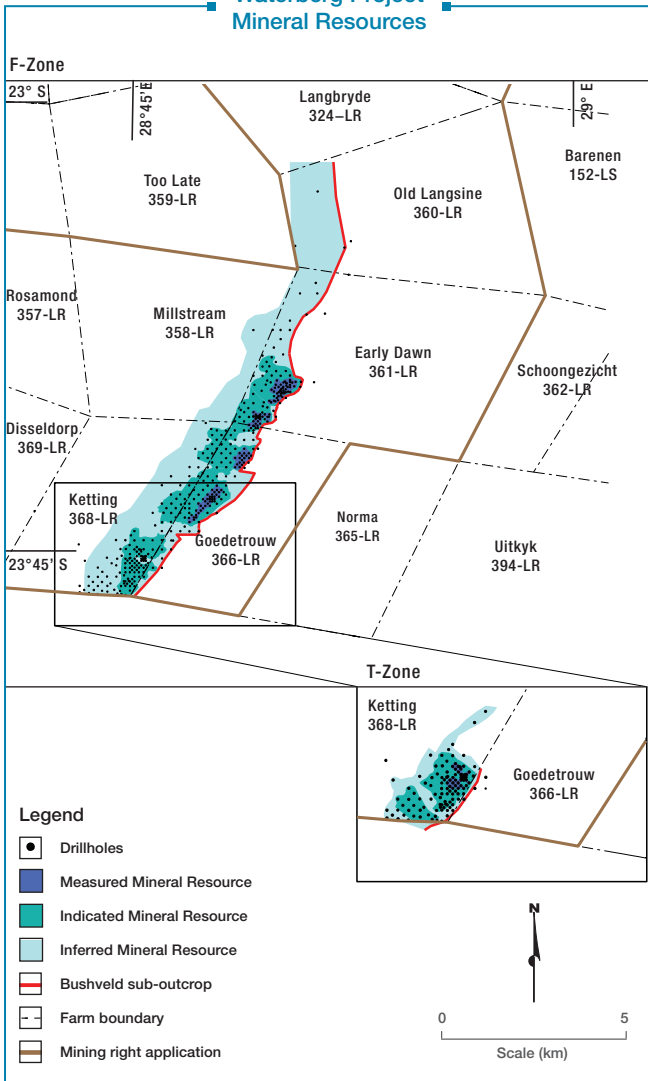 Waterberg Project
Mineral Resources
F-Zone
23° S
28°45'E
29° E
Langbryde
324–LR
Barenen
152-LS
Too Late
359-LR
Old Langsine
360-LR
Rosamond
357-LR
Millstream
358-LR
Early Dawn
361-LR
Schoongezicht
362-LR
Disseldorp
369-LR
Ketting
368-LR
Norma
365-LR
Goedetrouw
366-LR
Uitkyk
394-LR
23°45' S
T-Zone
Ketting
368-LR
Goedetrouw
366-LR
Legend
Drillholes
Measured Mineral Resource
Indicated Mineral Resource
Inferred Mineral Resource
Bushveld sub-outcrop
Farm boundary
Mining right application
N
0 5
Scale (km)